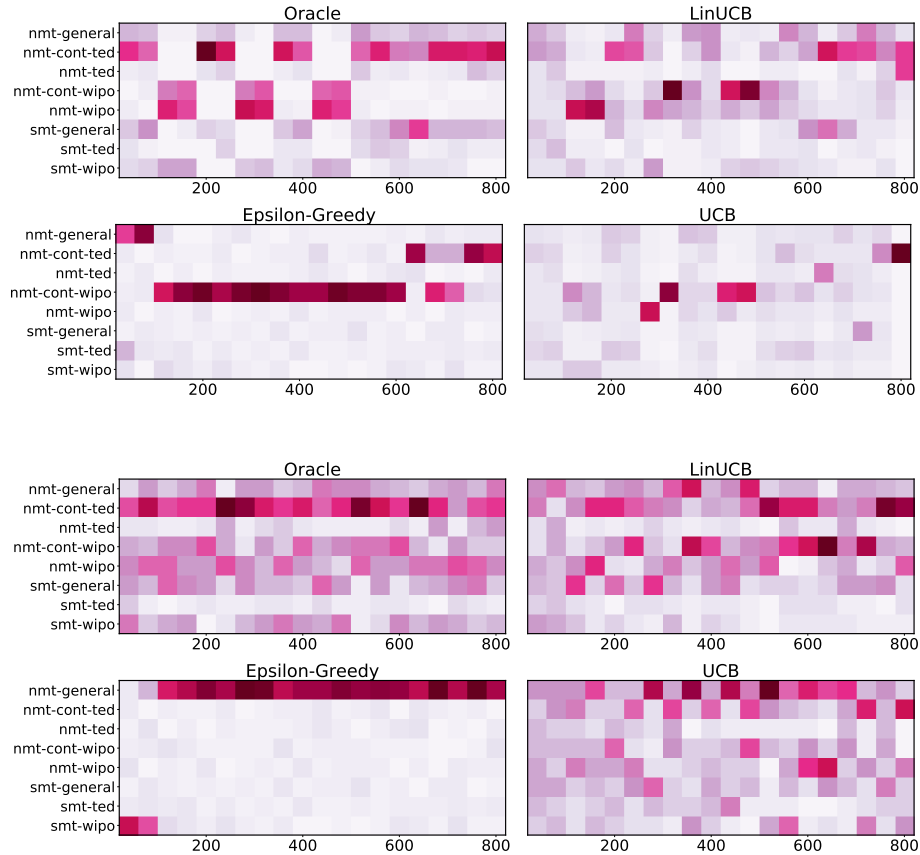 Oracle LinUCB
nmt-general
nmt-cont-ted
nmt-ted
nmt-cont-wipo
nmt-wipo
smt-general
smt-ted
smt-wipo
200 400 600 800 200 400 600 800
Epsilon-Greedy UCB
nmt-general
nmt-cont-ted
nmt-ted
nmt-cont-wipo
nmt-wipo
smt-general
smt-ted
smt-wipo
200 400 600 800 200 400 600 800
Oracle LinUCB
nmt-general
nmt-cont-ted
nmt-ted
nmt-cont-wipo
nmt-wipo
smt-general
smt-ted
smt-wipo
200 400 600 800 200 400 600 800
Epsilon-Greedy UCB
nmt-general
nmt-cont-ted
nmt-ted
nmt-cont-wipo
nmt-wipo
smt-general
smt-ted
smt-wipo
200 400 600 800 200 400 600 800